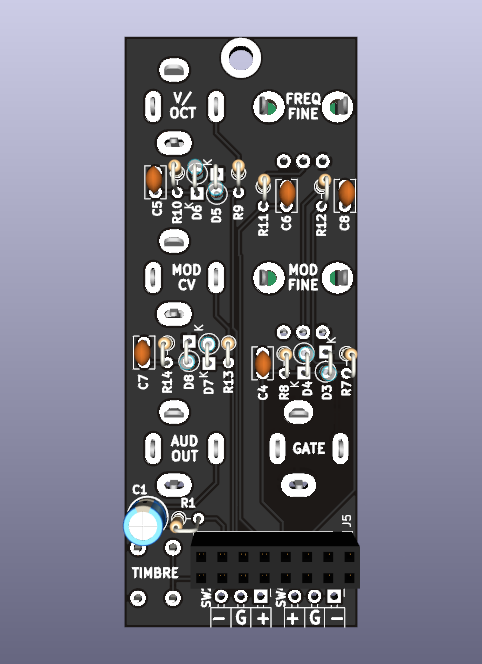 V/
OCT
FREQ
FINE
C5
R10
D6
K
K
D5
R9
R11
C6
R12
C8
MOD
CV
MOD
FINE
C7
R14
D8
K
D7
K
R13
C4
R8
K
D4
D3
K
R7
AUD
OUT
GATE
C1
R1
J5
TIMBRE
SW
SW
- G +
+ G -